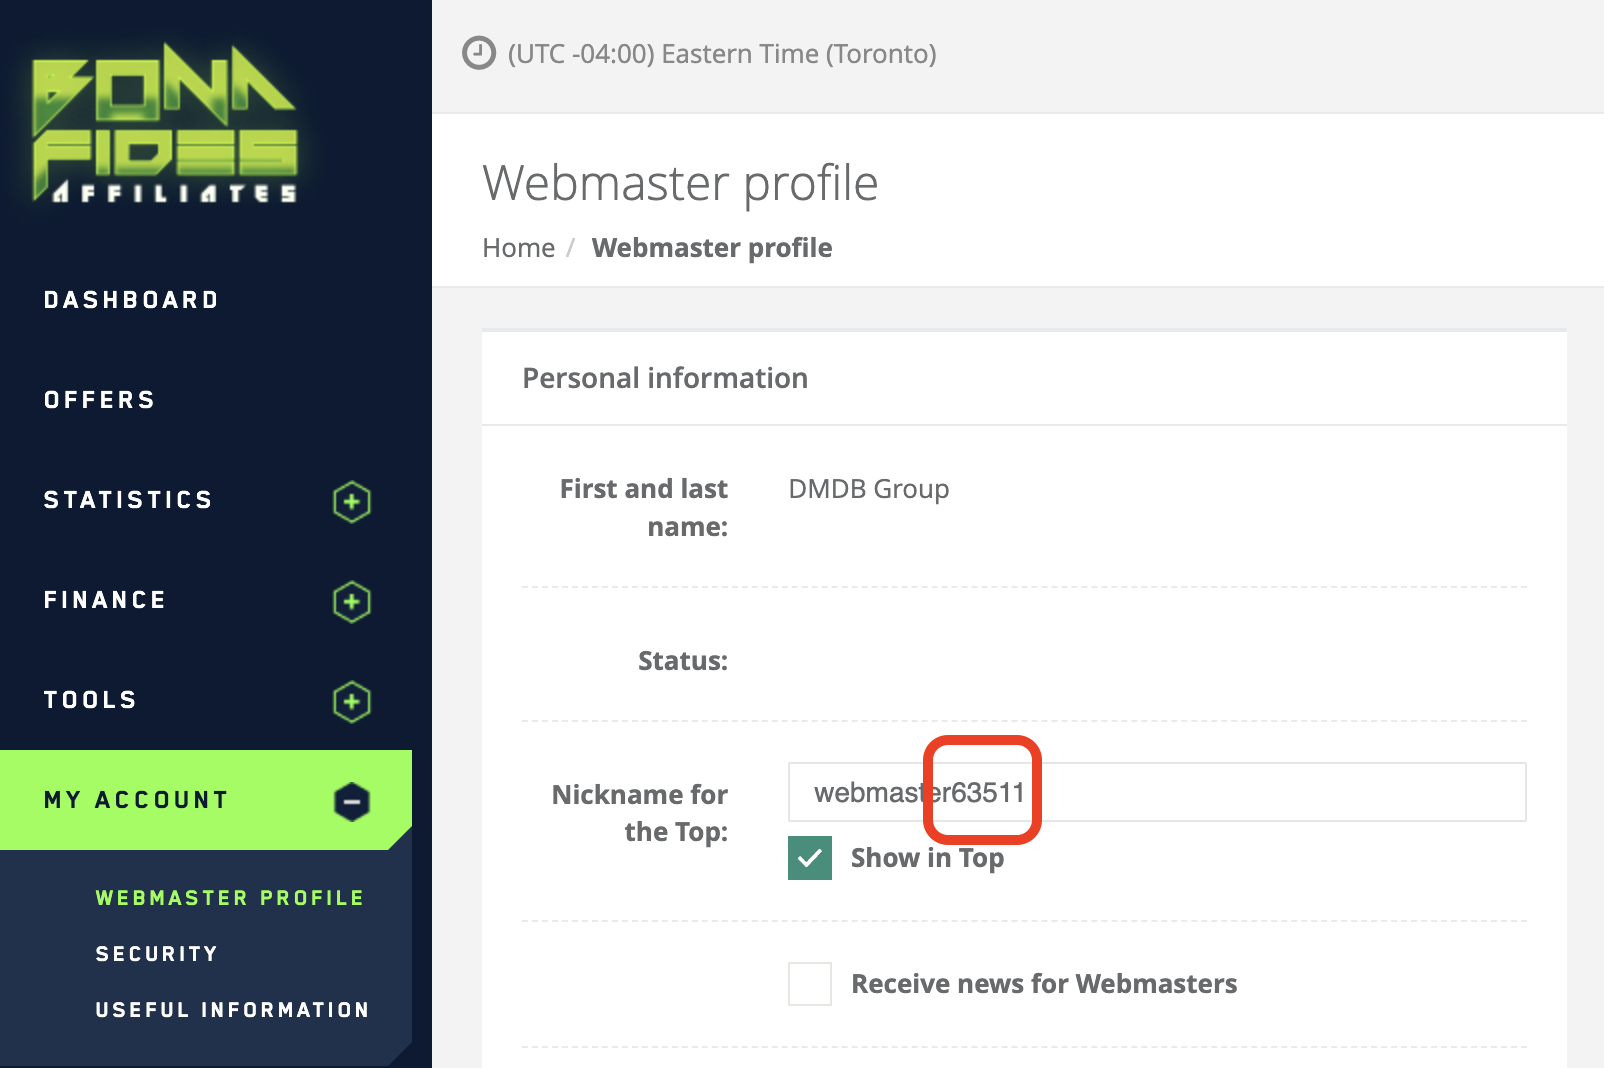 BONA
FIDES
AFFILIATES
DASHBOARD
OFFERS
STATISTICS
FINANCE
TOOLS
MY ACCOUNT
WEBMASTER PROFILE
SECURITY
USEFUL INFORMATION
(UTC -04:00) Eastern Time (Toronto)
Webmaster profile
Home / Webmaster profile
Personal information
First and last
name:
DMDB Group
Status:
Nickname for
the Top:
webmaster63511
Show in Top
Receive news for Webmasters